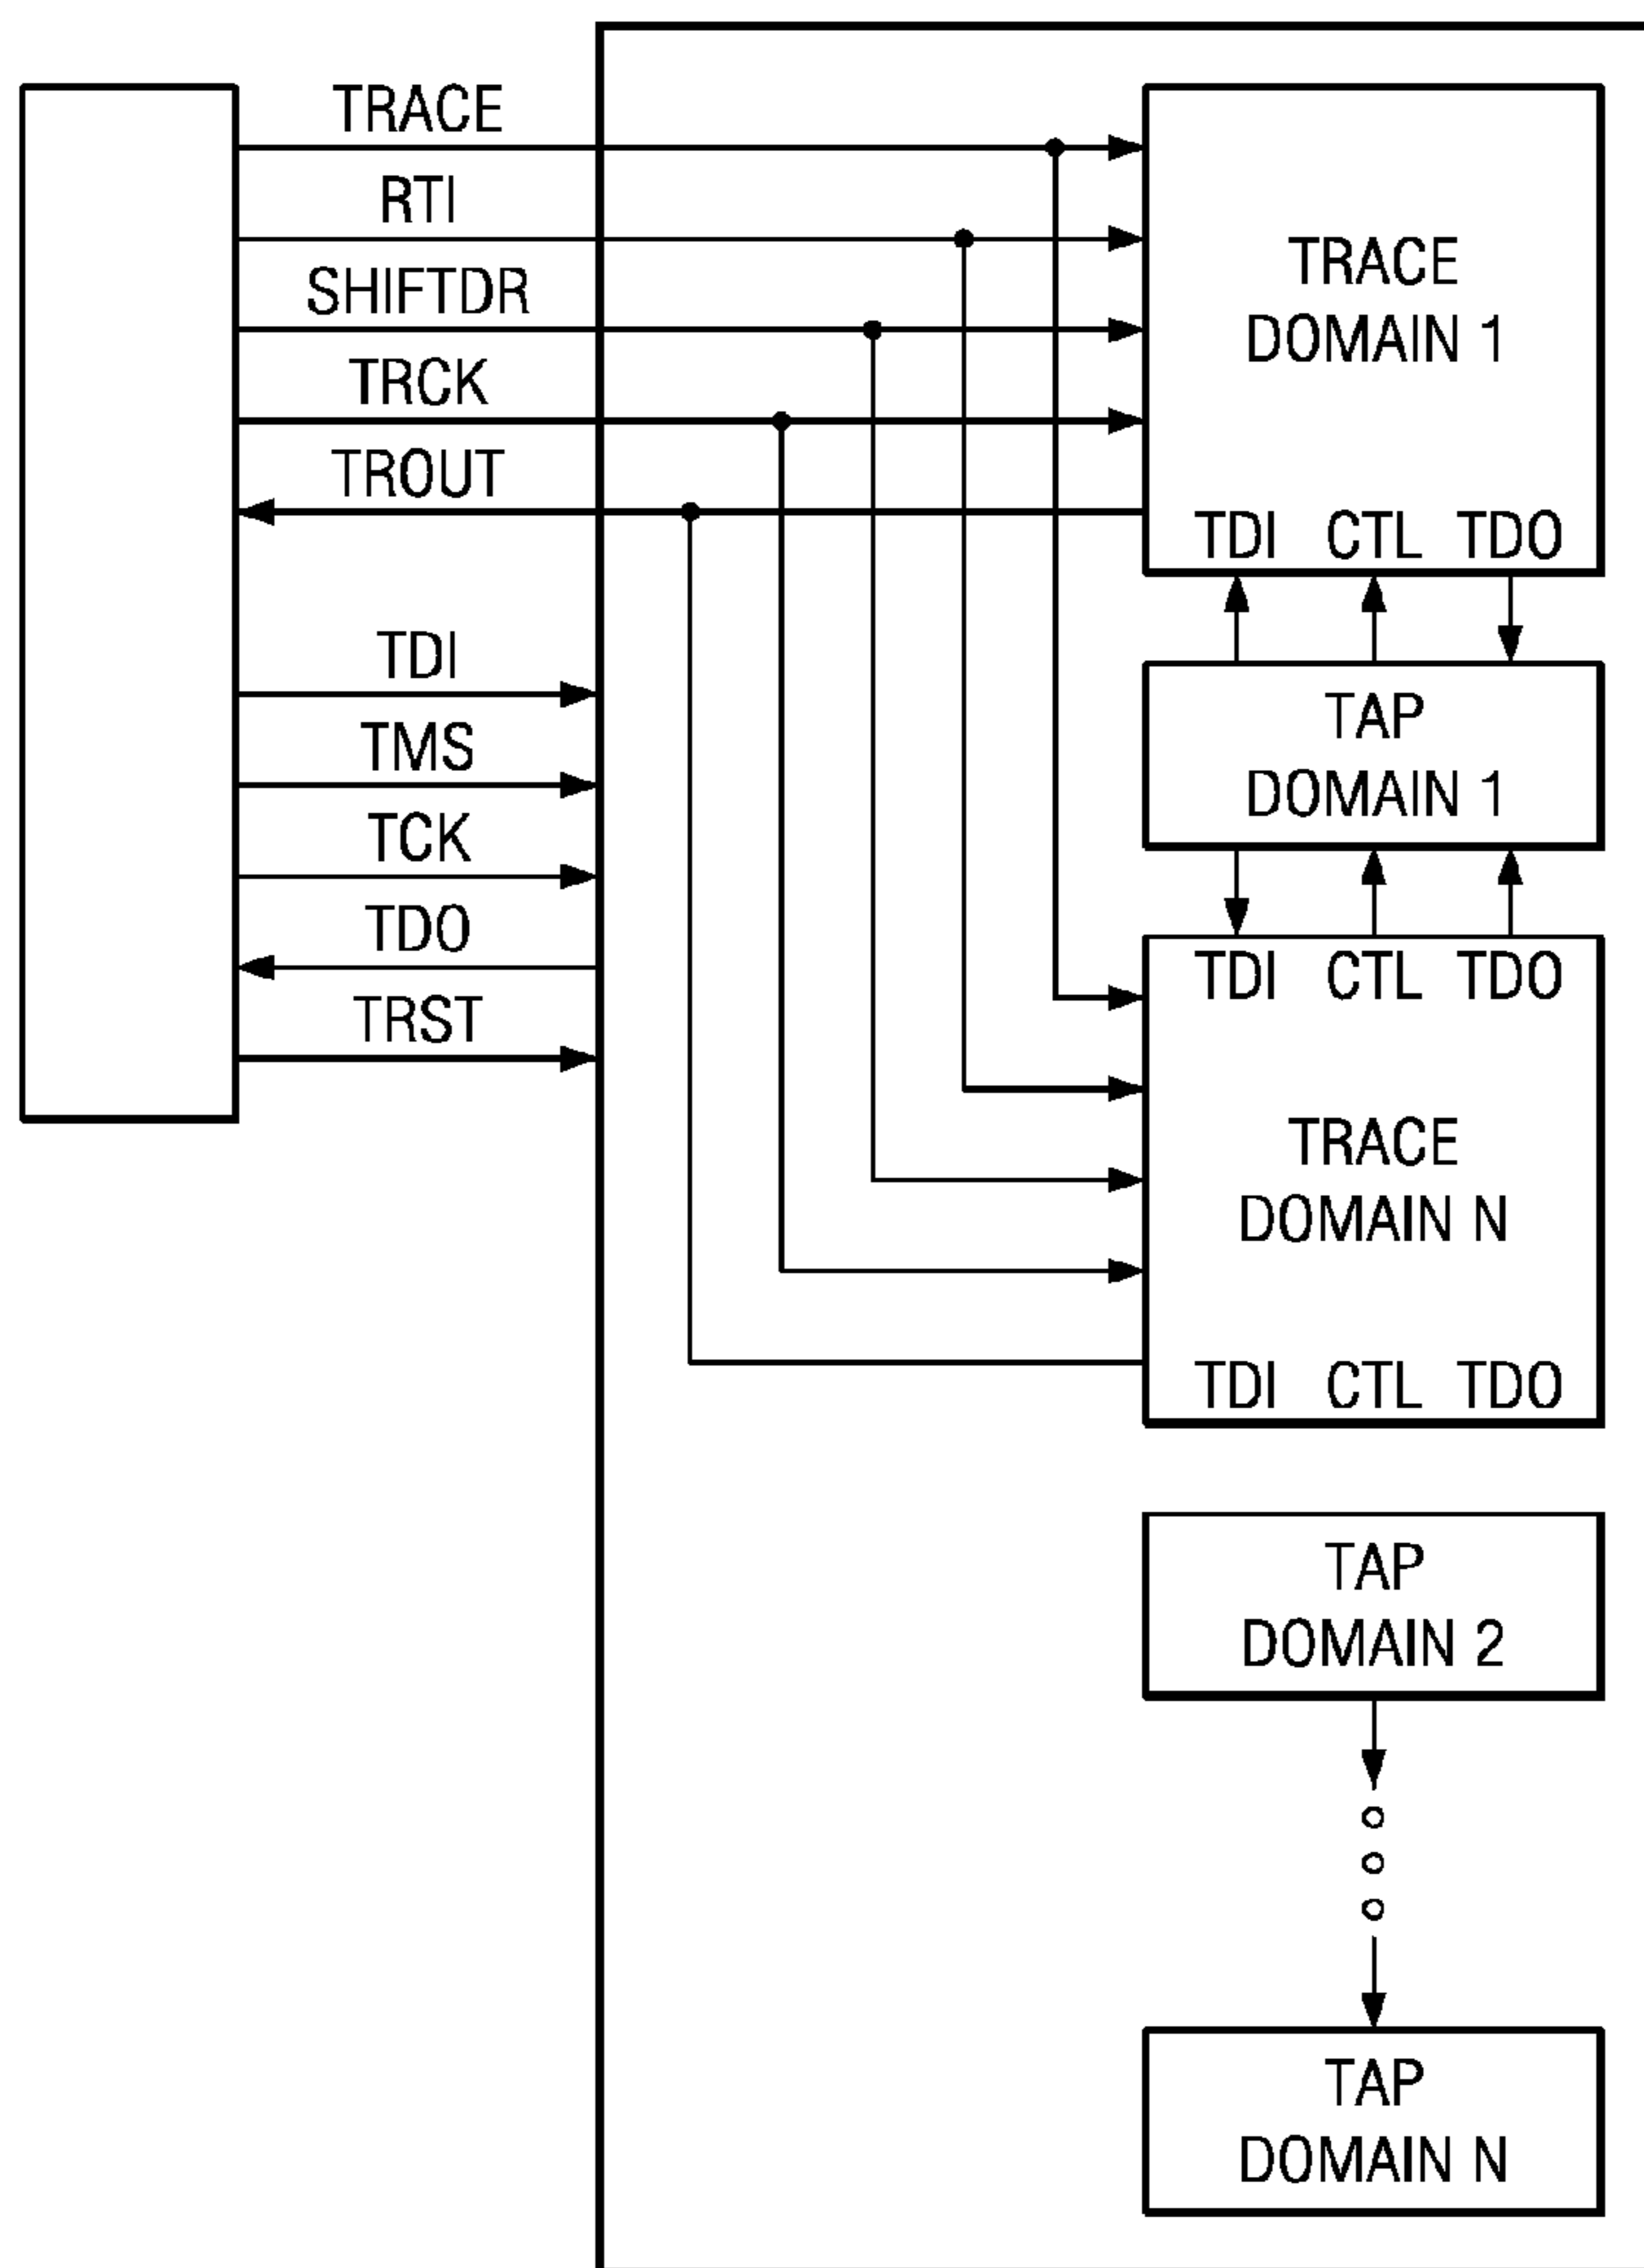 TRACE
RTI
SHIFTDR
TRCK
TROUT
TDI
TMS
TCK
TDO
TRST
TRACE
DOMAIN 1
TDI CTL TDO
TAP
DOMAIN 1
TDI CTL TDO
TRACE
DOMAIN N
TDI CTL TDO
TAP
DOMAIN 2
TAP
DOMAIN N